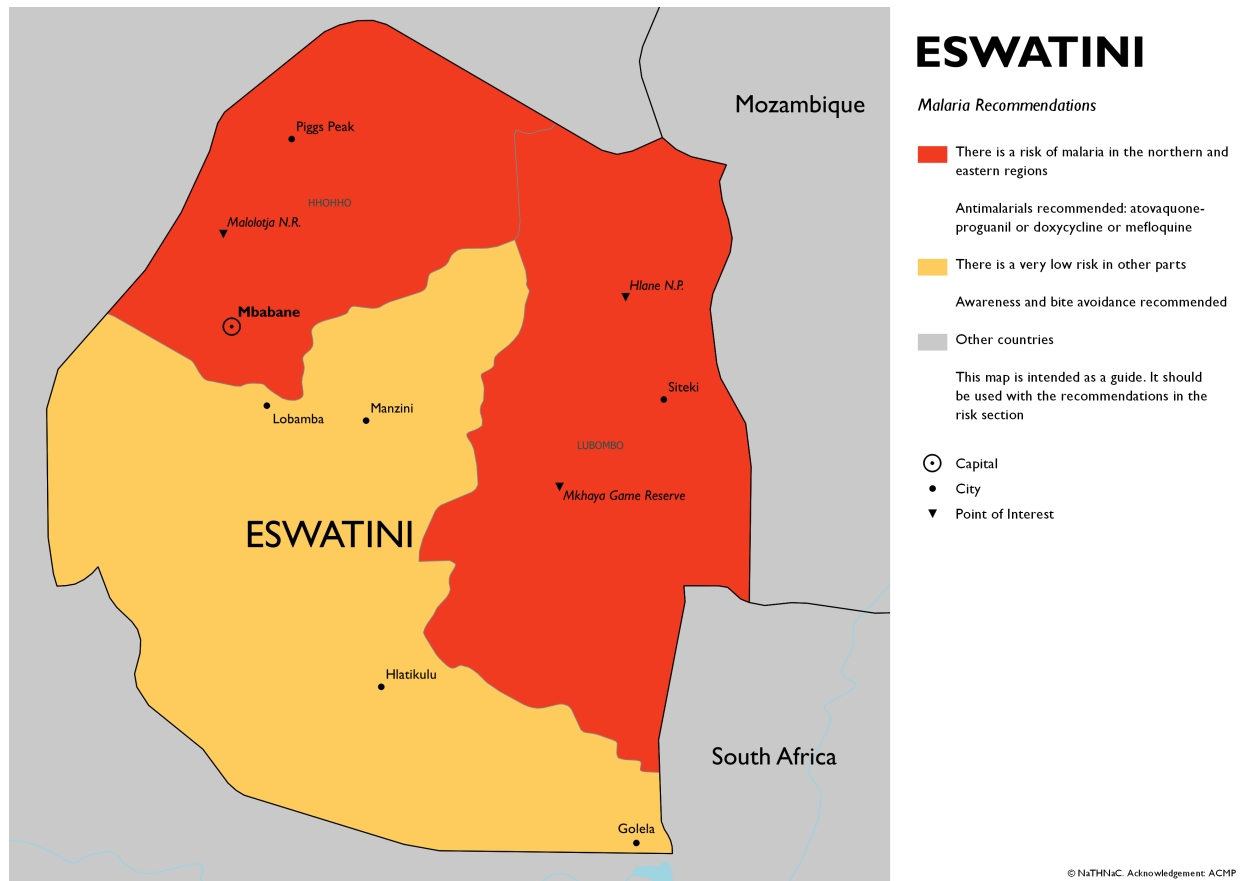 ESWATINI
Malaria Recommendations
There is a risk of malaria in the northern and
eastern regions
Antimalarials recommended: atovaquone-
proguanil or doxycycline or mefloquine
There is a very low risk in other parts
Awareness and bite avoidance recommended
Other countries
This map is intended as a guide. It should
be used with the recommendations in the
risk section
Capital
City
Point of Interest
Mozambique
Piggs Peak
HHOHHO
Malolotja N.R.
Hlane N.P.
Mbabane
Siteki
Manzini
Lobamba
LUBOMBO
Mkhaya Game Reserve
ESWATINI
Hlatikulu
South Africa
Golela
© NaTHNaC. Acknowledgement: ACMP